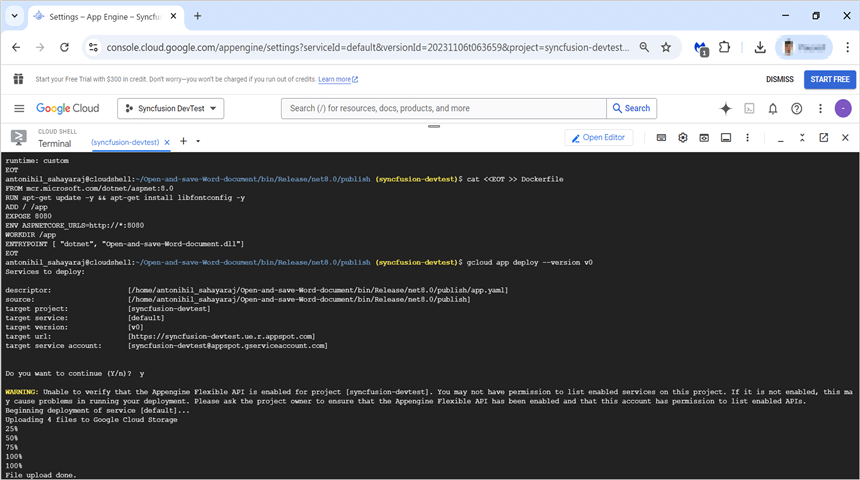 Settings – App Engine – Syncfu
console.cloud.google.com/appengine/settings?serviceId=default&versionId=20231106t063659&project=syncfusion-devtest...
1
Start your Free Trial with $300 in credit. Don't worry—you won't be charged if you run out of credits. Learn more
DISMISS
START FREE
Google Cloud
Syncfusion DevTest
Search (/) for resources, docs, products, and more
Search
CLOUD SHELL
Terminal
(syncfusion-devtest)
Open Editor
runtime: custom
EOT
antonihil_sahayaraj@cloudshell:~/Open-and-save-Word-document/bin/Release/net8.0/publish (syncfusion-devtest)$ cat <<EOT >> Dockerfile
FROM mcr.microsoft.com/dotnet/aspnet:8.0
RUN apt-get update -y && apt-get install libfontconfig -y
ADD / /app
EXPOSE 8080
ENV ASPNETCORE_URLS=http://*:8080
WORKDIR /app
ENTRYPOINT [ "dotnet", "Open-and-save-Word-document.dll"]
EOT
antonihil_sahayaraj@cloudshell:~/Open-and-save-Word-document/bin/Release/net8.0/publish (syncfusion-devtest)$ gcloud app deploy --version v0
Services to deploy:
descriptor: [/home/antonihil_sahayaraj/Open-and-save-Word-document/bin/Release/net8.0/publish/app.yaml]
source: [/home/antonihil_sahayaraj/Open-and-save-Word-document/bin/Release/net8.0/publish]
target project: [syncfusion-devtest]
target service: [default]
target version: [v0]
target url: [https://syncfusion-devtest.ue.r.appspot.com]
target service account: [syncfusion-devtest@appspot.gserviceaccount.com]
Do you want to continue (Y/n)? y
WARNING: Unable to verify that the Appengine Flexible API is enabled for project [syncfusion-devtest]. You may not have permission to list enabled services on this project. If it is not enabled, this ma
y cause problems in running your deployment. Please ask the project owner to ensure that the Appengine Flexible API has been enabled and that this account has permission to list enabled APIs.
Beginning deployment of service [default]...
Uploading 4 files to Google Cloud Storage
25%
50%
75%
100%
100%
File upload done.